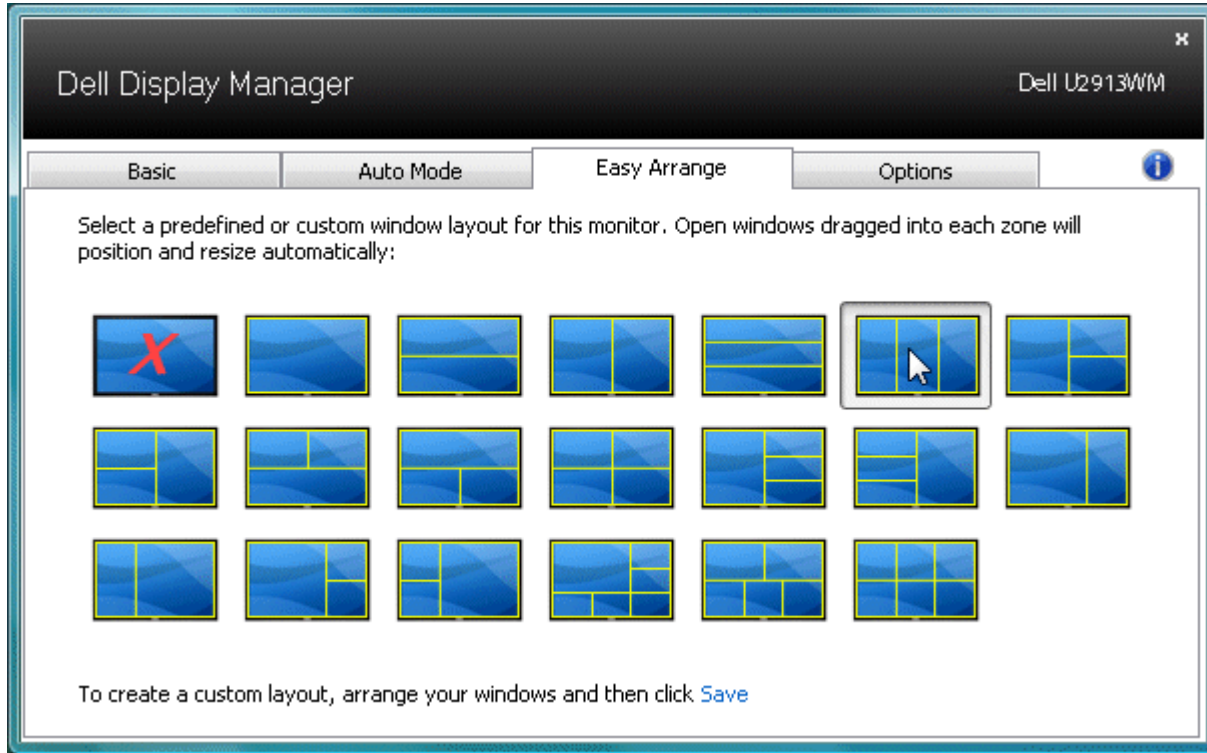 Dell Display Manager
Dell U2913WM
Basic
Auto Mode
Easy Arrange
Options
Select a predefined or custom window layout for this monitor. Open windows dragged into each zone will
position and resize automatically:
X
To create a custom layout, arrange your windows and then click Save